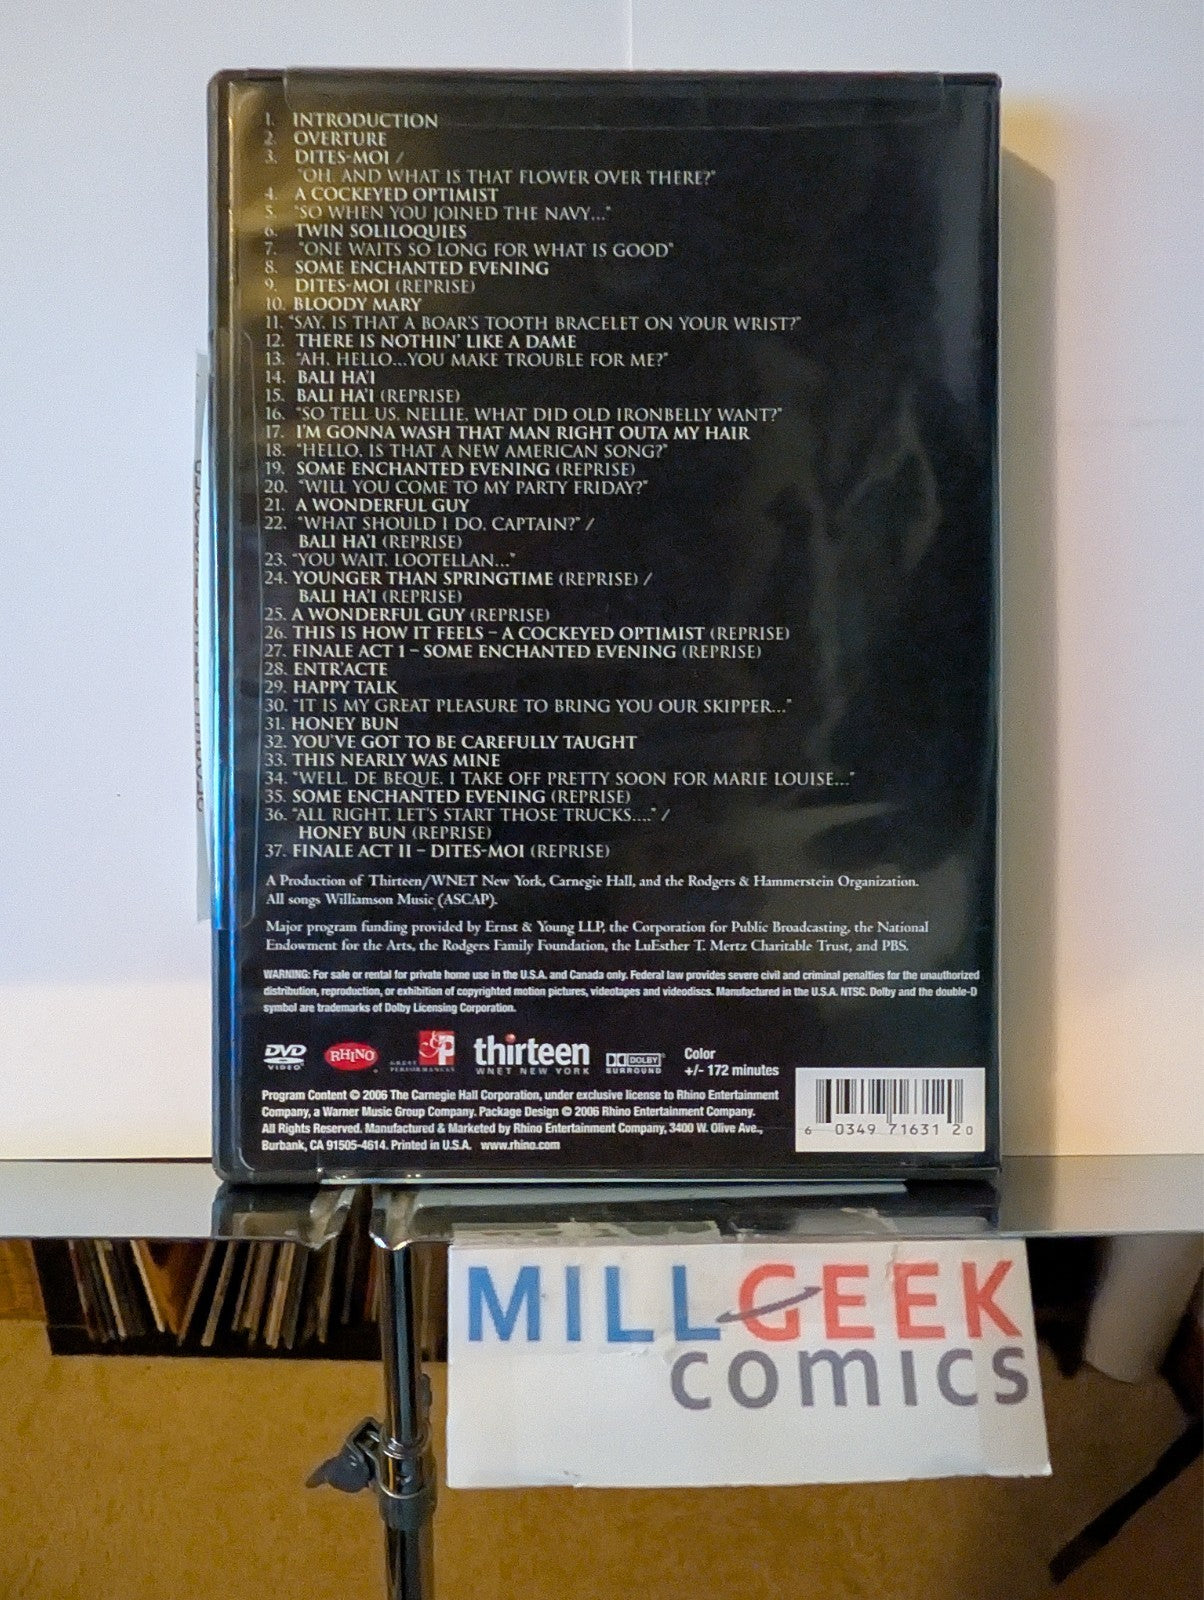 1. INTRODUCTION
2. OVERTURE
3. DITES-MOI /
"OH, AND WHAT IS THAT FLOWER OVER THERE?"
4. A COCKEYED OPTIMIST
5. "SO WHEN YOU JOINED THE NAVY..."
6. TWIN SOLILOQUIES
7. "ONE WAITS SO LONG FOR WHAT IS GOOD"
8. SOME ENCHANTED EVENING
9. DITES-MOI (REPRISE)
10. BLOODY MARY
11. "SAY, IS THAT A BOAR'S TOOTH BRACELET ON YOUR WRIST?"
12. THERE IS NOTHIN' LIKE A DAME
13. "AH, HELLO...YOU MAKE TROUBLE FOR ME?"
14. BALI HA'I
15. BALI HA'I (REPRISE)
16. "SO TELL US, NELLIE, WHAT DID OLD IRONBELLY WANT?"
17. I'M GONNA WASH THAT MAN RIGHT OUTA MY HAIR
18. "HELLO, IS THAT A NEW AMERICAN SONG?"
19. SOME ENCHANTED EVENING (REPRISE)
20. "WILL YOU COME TO MY PARTY FRIDAY?"
21. A WONDERFUL GUY
22. "WHAT SHOULD I DO, CAPTAIN?" /
BALI HA'I (REPRISE)
23. "YOU WAIT, LOOTELLAN..."
24. YOUNGER THAN SPRINGTIME (REPRISE) /
BALI HA'I (REPRISE)
25. A WONDERFUL GUY (REPRISE)
26. THIS IS HOW IT FEELS – A COCKEYED OPTIMIST (REPRISE)
27. FINALE ACT I – SOME ENCHANTED EVENING (REPRISE)
28. ENTR'ACTE
29. HAPPY TALK
30. "IT IS MY GREAT PLEASURE TO BRING YOU OUR SKIPPER..."
31. HONEY BUN
32. YOU'VE GOT TO BE CAREFULLY TAUGHT
33. THIS NEARLY WAS MINE
34. "WELL, DE BEQUE, I TAKE OFF PRETTY SOON FOR MARIE LOUISE..."
35. SOME ENCHANTED EVENING (REPRISE)
36. "ALL RIGHT, LET'S START THOSE TRUCKS...." /
HONEY BUN (REPRISE)
37. FINALE ACT II – DITES-MOI (REPRISE)
A Production of Thirteen/WNET New York, Carnegie Hall, and the Rodgers & Hammerstein Organization.
All songs Williamson Music (ASCAP).
Major program funding provided by Ernst & Young LLP, the Corporation for Public Broadcasting, the National
Endowment for the Arts, the Rodgers Family Foundation, the LuEsther T. Mertz Charitable Trust, and PBS.
WARNING: For sale or rental for private home use in the U.S.A. and Canada only. Federal law provides severe civil and criminal penalties for the unauthorized
distribution, reproduction, or exhibition of copyrighted motion pictures, videotapes and videodiscs. Manufactured in the U.S.A. NTSC. Dolby and the double-D
symbol are trademarks of Dolby Licensing Corporation.
DVD VIDEO
RHINO
GREAT PERFORMANCES
GP
thirteen
WNET NEW YORK
DOLBY SURROUND
Color
+/- 172 minutes
Program Content © 2006 The Carnegie Hall Corporation, under exclusive license to Rhino Entertainment
Company, a Warner Music Group Company. Package Design © 2006 Rhino Entertainment Company.
All Rights Reserved. Manufactured & Marketed by Rhino Entertainment Company, 3400 W. Olive Ave.,
Burbank, CA 91505-4614. Printed in U.S.A. www.rhino.com
6 0349 71631 2 0
MILLGEEK
COMICS